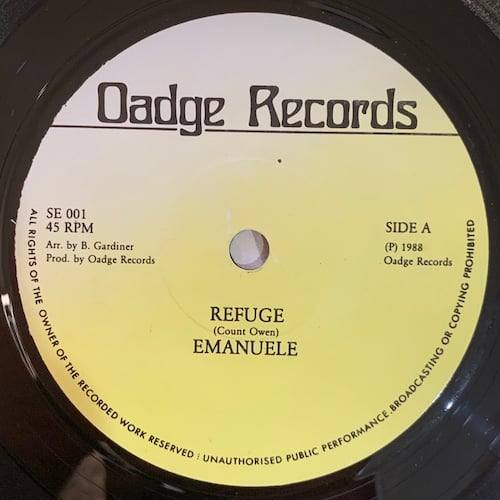 Oadge Records
SE 001
45 RPM
Arr. by B. Gardiner
Prod. by Oadge Records
SIDE A
(P) 1988
Oadge Records
REFUGE
(Count Owen)
EMANUELE
ALL RIGHTS OF THE OWNER OF THE RECORDED WORK RESERVED : UNAUTHORISED PUBLIC PERFORMANCE.BROADCASTING OR COPYING PROHIBITED